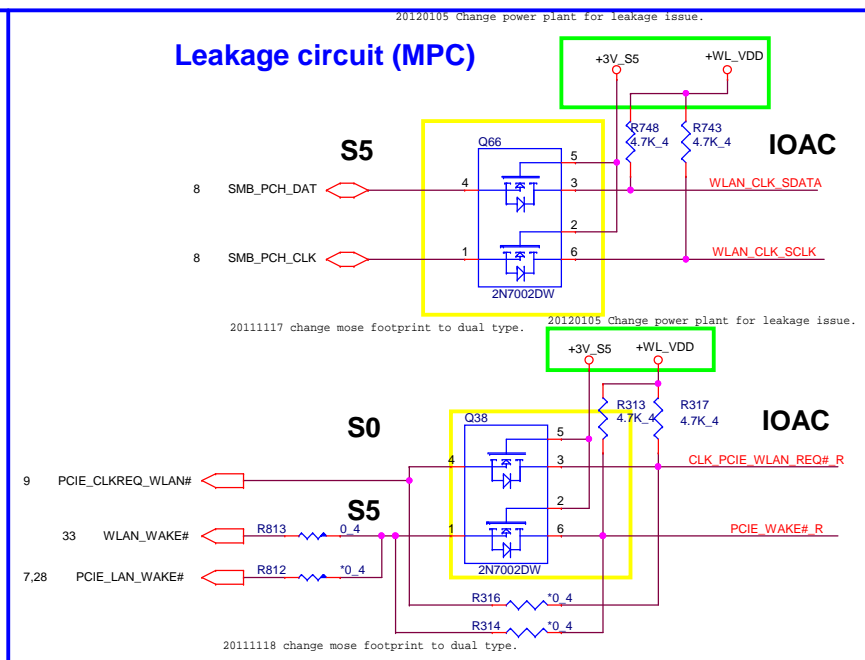 20120105 Change power plant for leakage issue.
Leakage circuit (MPC)
+3V_S5
+WL_VDD
S5
Q66
R748
4.7K_4
R743
4.7K_4
IOAC
5
8 SMB_PCH_DAT
4
3
WLAN_CLK_SDATA
2
8 SMB_PCH_CLK
1
6
WLAN_CLK_SCLK
2N7002DW
20111117 change mose footprint to dual type.
20120105 Change power plant for leakage issue.
+3V_S5
+WL_VDD
S0
Q38
R313
4.7K_4
R317
4.7K_4
IOAC
5
4
3
CLK_PCIE_WLAN_REQ#_R
9 PCIE_CLKREQ_WLAN#
S5
2
33 WLAN_WAKE#
R813
0_4
1
6
PCIE_WAKE#_R
7,28 PCIE_LAN_WAKE#
R812
*0_4
2N7002DW
R316
*0_4
R314
*0_4
20111118 change mose footprint to dual type.